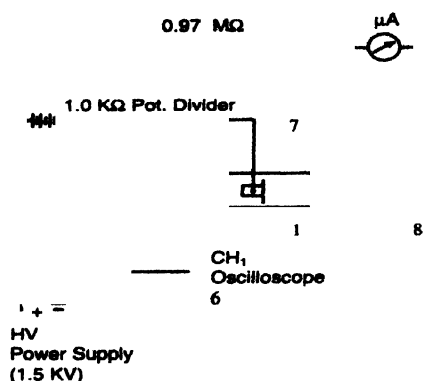 0.97 MΩ
μA
1.0 KΩ Pot. Divider
7
1
8
CH₁
Oscilloscope
6
+ −
HV
Power Supply
(1.5 KV)